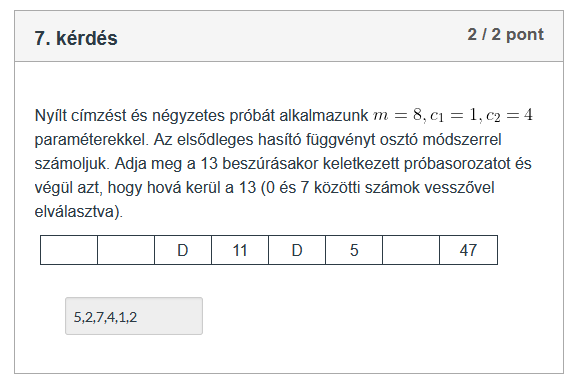 7. kérdés
2 / 2 pont
Nyílt címzést és négyzetes próbát alkalmazunk m = 8, c₁ = 1, c₂ = 4
paraméterekkel. Az elsődleges hasító függvényt osztó módszerrel
számoljuk. Adja meg a 13 beszúrásakor keletkezett próbasorozatot és
végül azt, hogy hová kerül a 13 (0 és 7 közötti számok vesszővel
elválasztva).
D 11 D 5 47
5,2,7,4,1,2